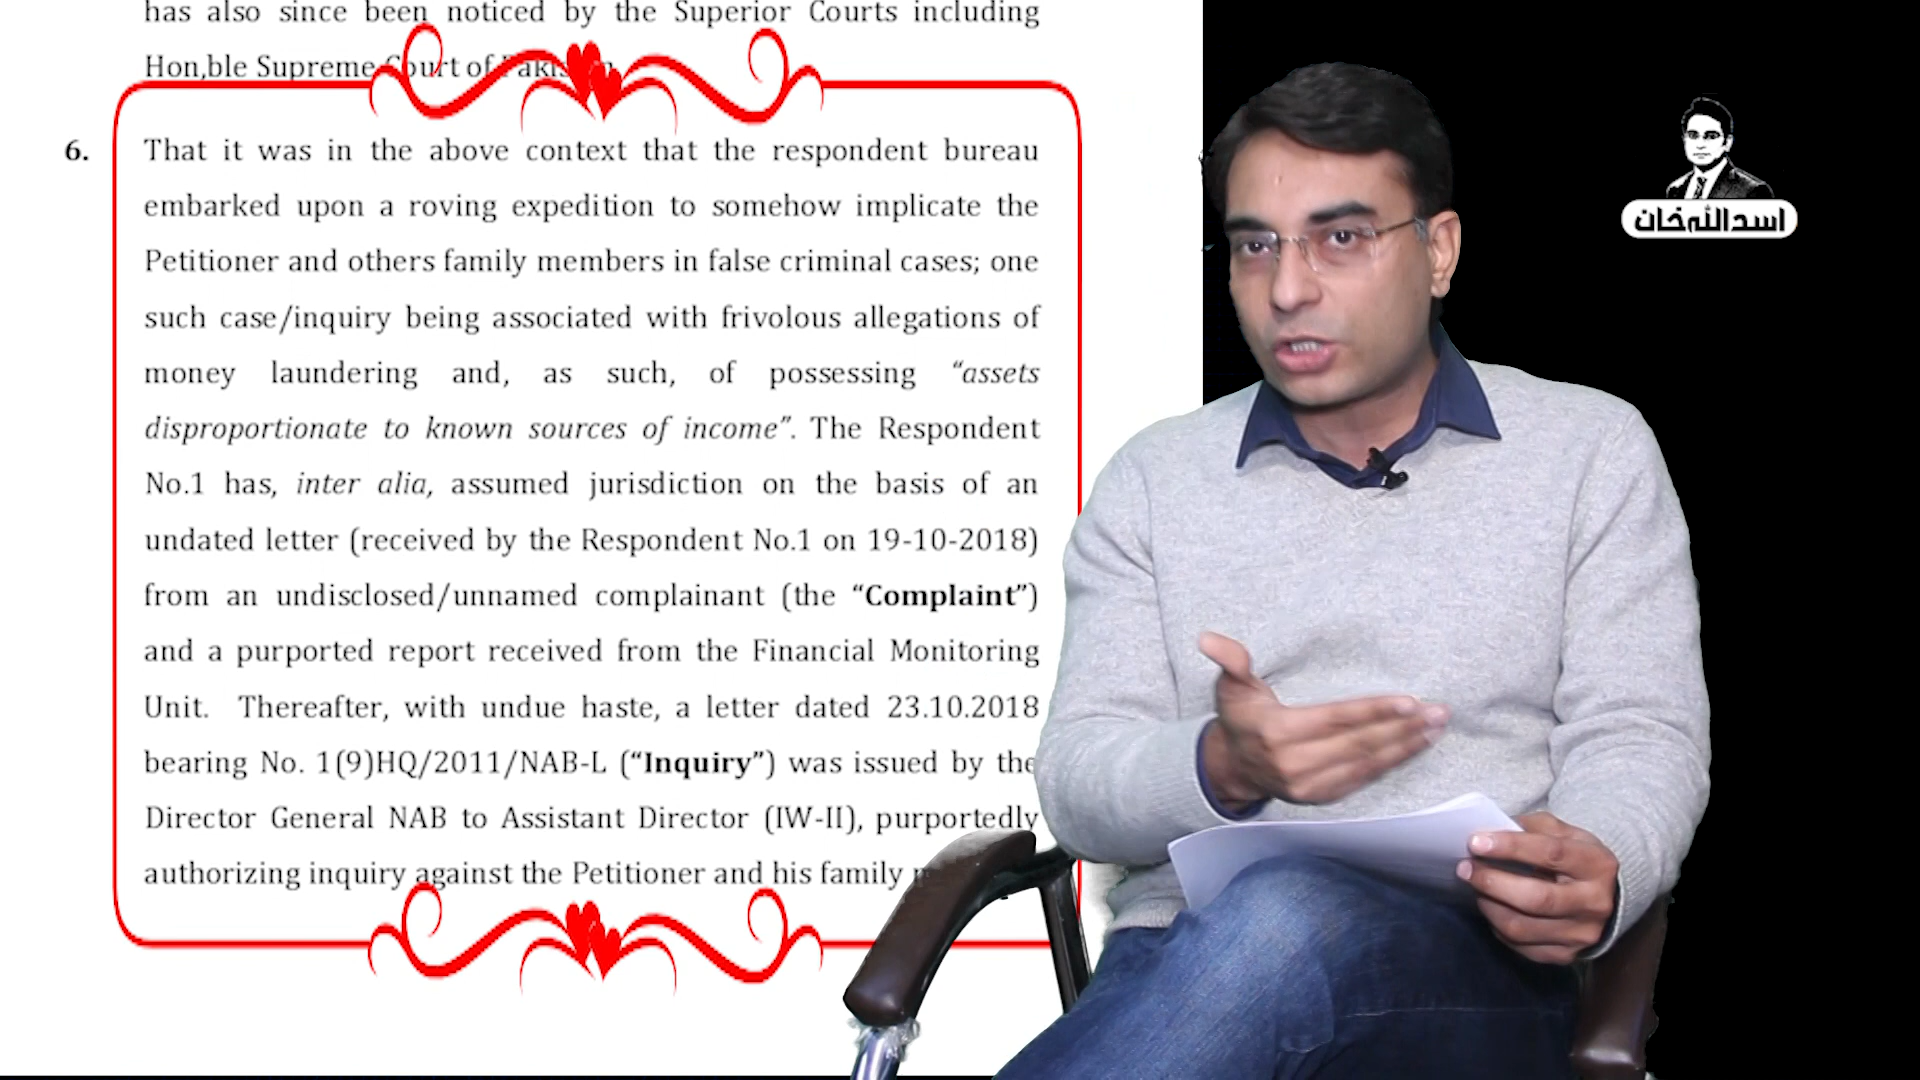 has also since been noticed by the Superior Courts including
Hon,ble Supreme Court of
6. That it was in the above context that the respondent bureau
embarked upon a roving expedition to somehow implicate the
Petitioner and others family members in false criminal cases; one
such case/inquiry being associated with frivolous allegations of
money laundering and, as such, of possessing “assets
disproportionate to known sources of income”. The Respondent
No.1 has, inter alia, assumed jurisdiction on the basis of an
undated letter (received by the Respondent No.1 on 19-10-2018)
from an undisclosed/unnamed complainant (the “Complaint”)
and a purported report received from the Financial Monitoring
Unit. Thereafter, with undue haste, a letter dated 23.10.2018
bearing No. 1(9)HQ/2011/NAB-L (“Inquiry”) was issued by the
Director General NAB to Assistant Director (IW-II), purportedly
authorizing inquiry against the Petitioner and his family
اسد اللہ خان